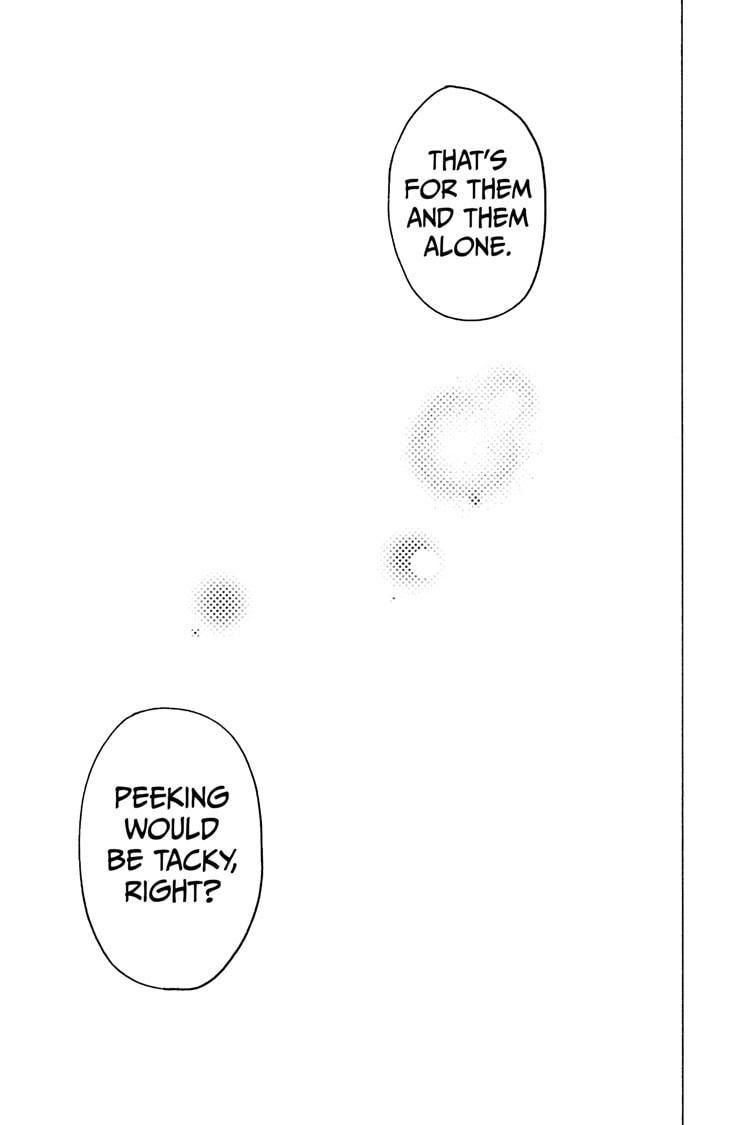 THAT'S
FOR THEM
AND THEM
ALONE.
PEEKING
WOULD
BE TACKY,
RIGHT?